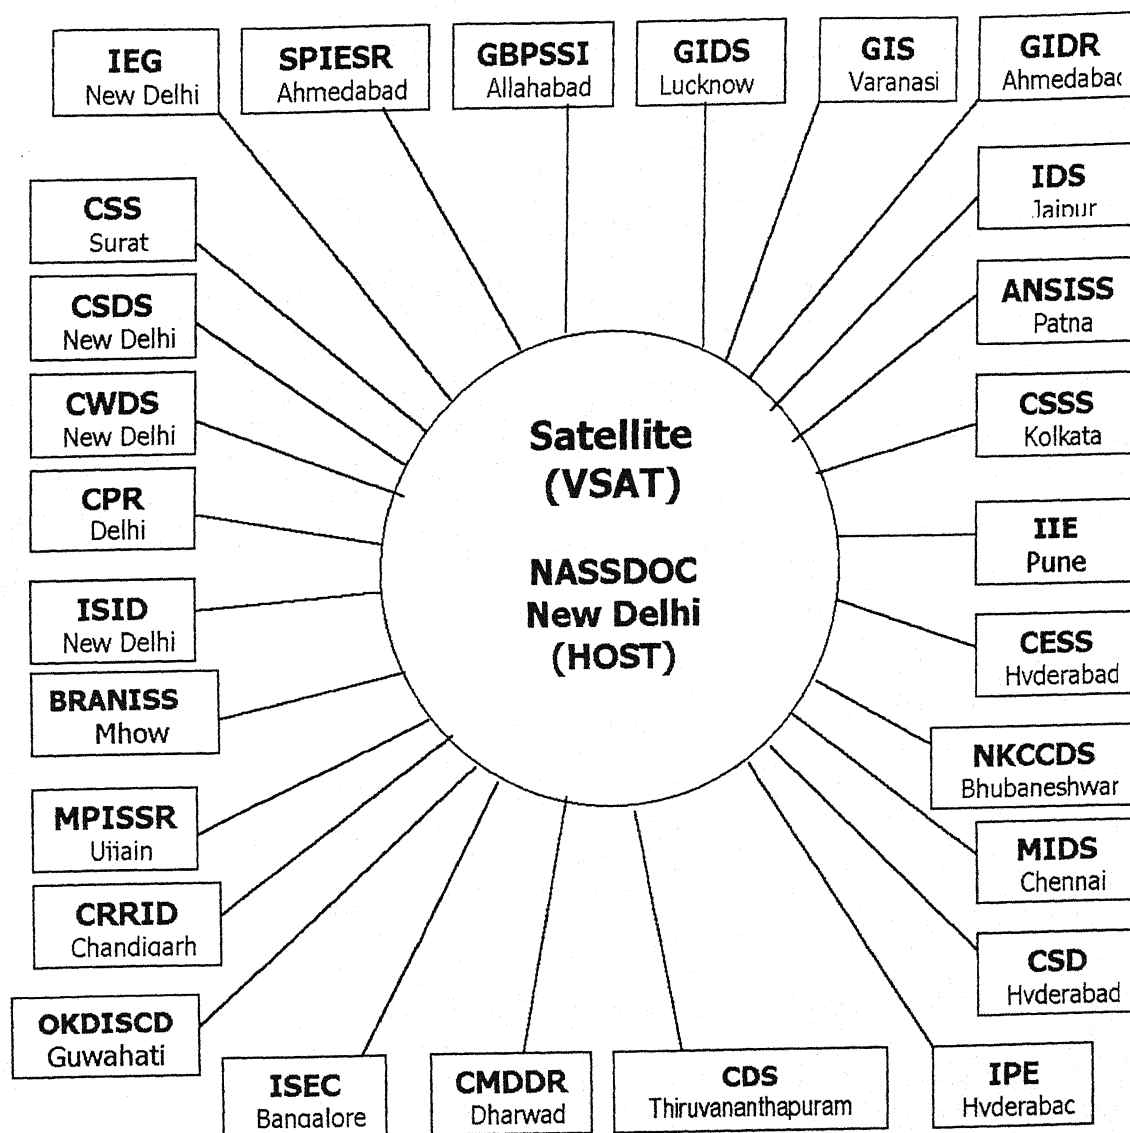 IEG
New Delhi
SPIESR
Ahmedabad
GBPSSI
Allahabad
GIDS
Lucknow
GIS
Varanasi
GIDR
Ahmedabad
CSS
Surat
CSDS
New Delhi
CWDS
New Delhi
CPR
Delhi
ISID
New Delhi
BRANISS
Mhow
MPISSR
Ujjain
CRRID
Chandigarh
OKDISCD
Guwahati
Satellite
(VSAT)
NASSDOC
New Delhi
(HOST)
IDS
Jaipur
ANSISS
Patna
CSSS
Kolkata
IIE
Pune
CESS
Hyderabad
NKCCDS
Bhubaneshwar
MIDS
Chennai
CSD
Hyderabad
ISEC
Bangalore
CMDDR
Dharwad
CDS
Thiruvananthapuram
IPE
Hyderabad